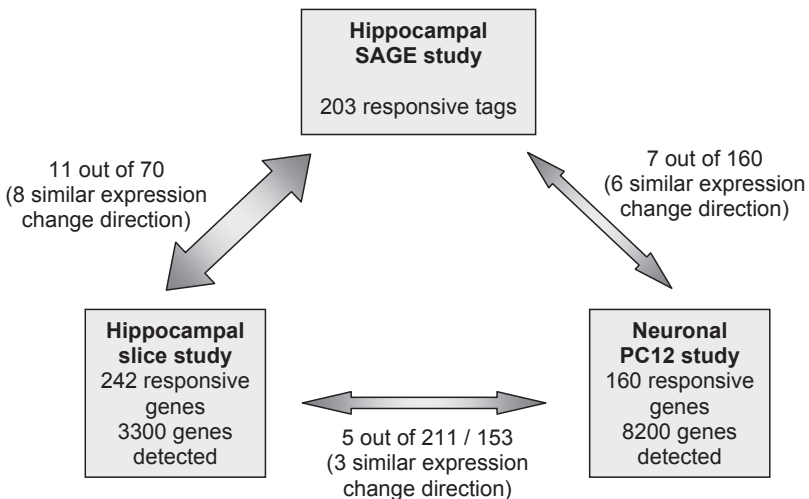 Hippocampal
SAGE study
203 responsive tags
11 out of 70
(8 similar expression
change direction)
7 out of 160
(6 similar expression
change direction)
Hippocampal
slice study
242 responsive
genes
3300 genes
detected
5 out of 211 / 153
(3 similar expression
change direction)
Neuronal
PC12 study
160 responsive
genes
8200 genes
detected